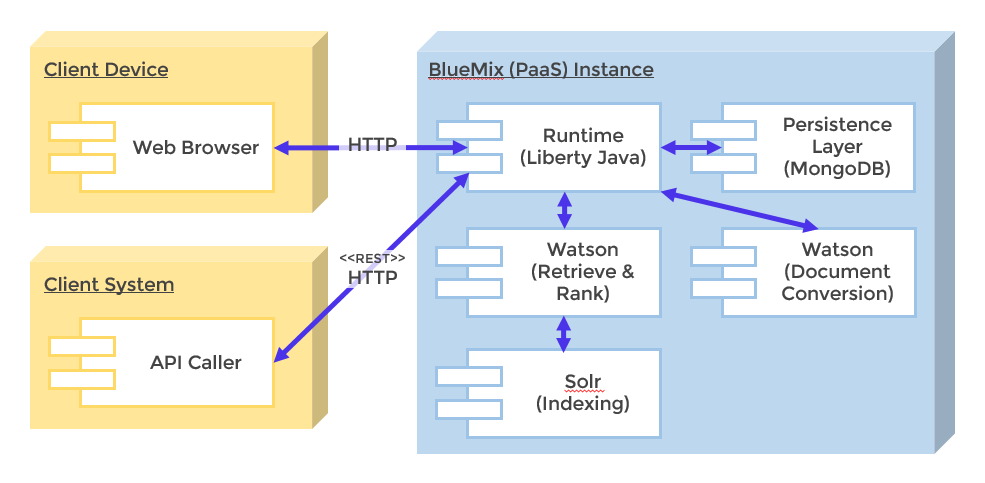 Client Device
Web Browser
HTTP
Client System
API Caller
<<REST>>
HTTP
BlueMix (PaaS) Instance
Runtime
(Liberty Java)
Persistence
Layer
(MongoDB)
Watson
(Retrieve &
Rank)
Watson
(Document
Conversion)
Solr
(Indexing)